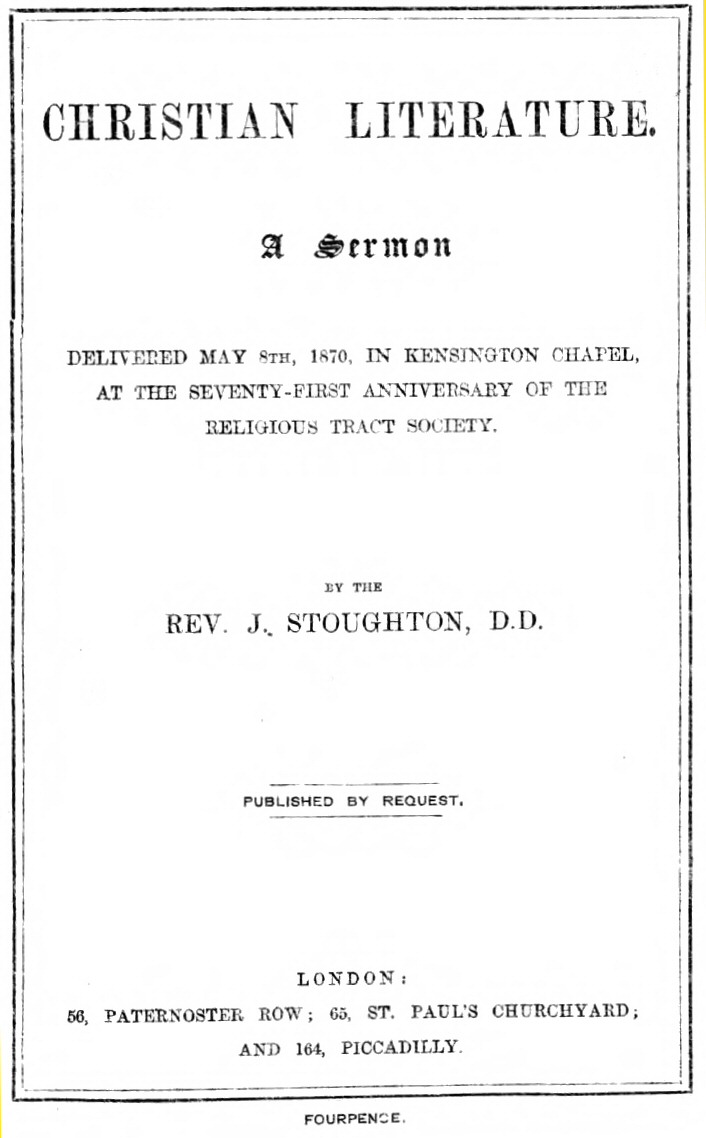 CHRISTIAN LITERATURE.
A Sermon
DELIVERED MAY 8TH, 1870, IN KENSINGTON CHAPEL,
AT THE SEVENTY-FIRST ANNIVERSARY OF THE
RELIGIOUS TRACT SOCIETY.
BY THE
REV. J. STOUGHTON, D.D.
PUBLISHED BY REQUEST.
LONDON:
56, PATERNOSTER ROW; 65, ST. PAUL'S CHURCHYARD;
AND 164, PICCADILLY.
FOURPENCE.